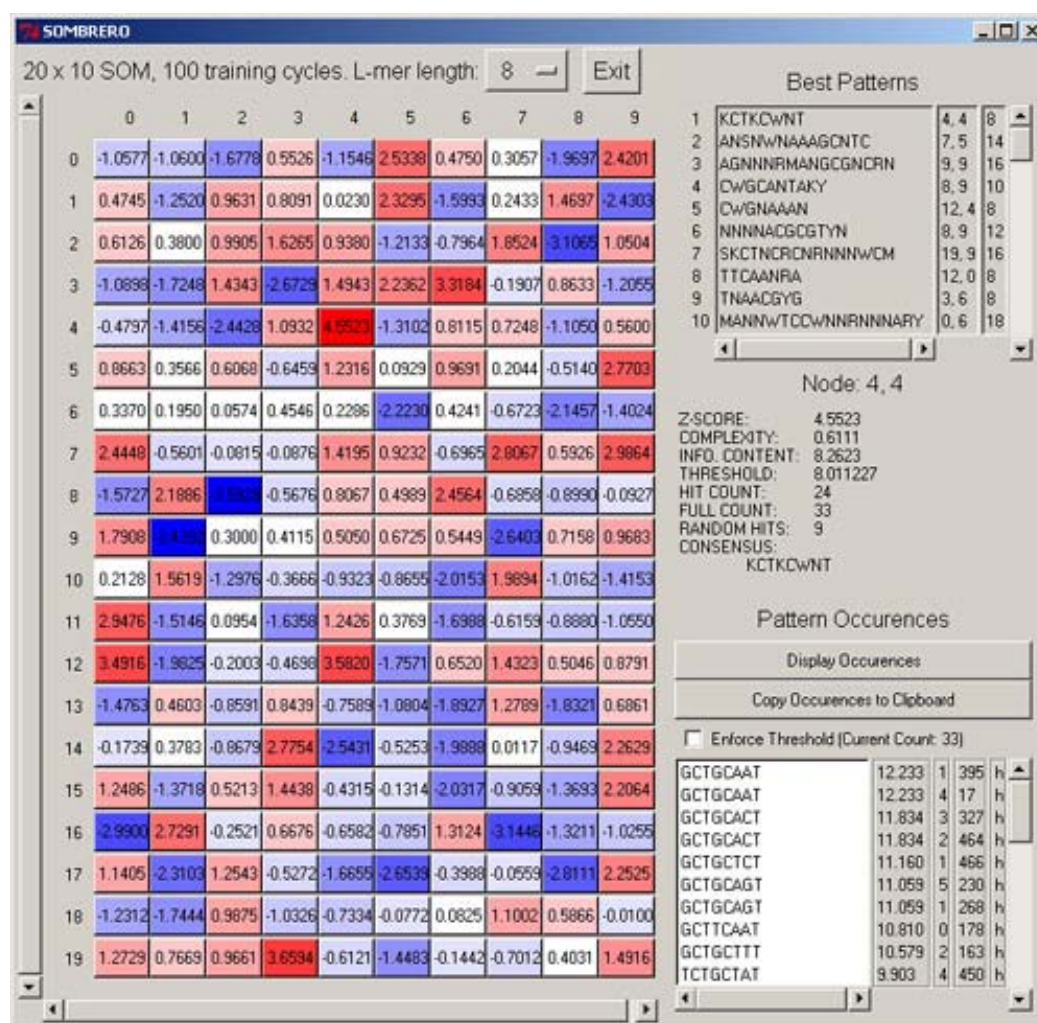 SOMBRERO
20 x 10 SOM, 100 training cycles. L-mer length: 8 Exit
0 1 2 3 4 5 6 7 8 9
0 -1.0577 -1.0600 -1.6778 0.5526 -1.1546 2.5338 0.4750 0.3057 -1.9697 2.4201
1 0.4745 -1.2520 0.9631 0.8091 0.0230 2.3295 -1.5993 0.2433 1.4697 -2.4303
2 0.6126 0.3800 0.9905 1.6265 0.9380 -1.2133 -0.7964 1.8524 -3.1065 1.0504
3 -1.0898 -1.7248 1.4343 -2.6729 1.4943 2.2362 3.3184 -0.1907 0.8633 -1.2055
4 -0.4797 -1.4156 -2.4428 1.0932 4.5523 -1.3102 0.8115 0.7248 -1.1050 0.5600
5 0.8663 0.3566 0.6068 -0.6459 1.2316 0.0929 0.9691 0.2044 -0.5140 2.7703
6 0.3370 0.1950 0.0574 0.4546 0.2286 -2.2230 0.4241 -0.6723 -2.1457 -1.4024
7 2.4448 -0.5601 -0.0815 -0.0876 1.4195 0.9232 -0.6965 2.8067 0.5926 2.9864
8 -1.5727 2.1886 -0.5676 0.8067 0.4989 2.4564 -0.6858 -0.8990 -0.0927
9 1.7908 0.3000 0.4115 0.5050 0.6725 0.5449 -2.6403 0.7158 0.9683
10 0.2128 1.5619 -1.2976 -0.3666 -0.9323 -0.8655 -2.0153 1.9894 -1.0162 -1.4153
11 2.9476 -1.5146 0.0954 -1.6358 1.2426 0.3769 -1.6988 -0.6159 -0.8880 -1.0550
12 3.4916 -1.9825 -0.2003 -0.4698 3.5820 -1.7571 0.6520 1.4323 0.5046 0.8791
13 -1.4763 0.4603 -0.8591 0.8439 -0.7589 -1.0804 -1.8927 1.2789 -1.8321 0.6861
14 -0.1739 0.3783 -0.8679 2.7754 -2.5431 -0.5253 -1.9888 0.0117 -0.9469 2.2629
15 1.2486 -1.3718 0.5213 1.4438 -0.4315 -0.1314 -2.0317 -0.9059 -1.3693 2.2064
16 -2.9900 2.7291 -0.2521 0.6676 -0.6582 -0.7851 1.3124 -3.1446 -1.3211 -1.0255
17 1.1405 -2.3103 1.2543 -0.5272 -1.6655 -2.6539 -0.3988 -0.0559 -2.8111 2.2525
18 -1.2312 -1.7444 0.9875 -1.0326 -0.7334 -0.0772 0.0825 1.1002 0.5866 -0.0100
19 1.2729 0.7669 0.9661 3.6594 -0.6121 -1.4483 -0.1442 -0.7012 0.4031 1.4916
Best Patterns
1 KCTKCWNT 4, 4 8
2 ANSNWNAAAGCNTC 7, 5 14
3 AGNNNRMANGCGNCRN 9, 9 16
4 CWGCANTAKY 8, 9 10
5 CWGNAAAN 12, 4 8
6 NNNNACGCGTYN 8, 9 12
7 SKCTNCRCNRNNNWCM 19, 9 16
8 TTCAANRA 12, 0 8
9 TNAACGYG 3, 6 8
10 MANNWTCCWNNRNNNARY 0, 6 18
Node: 4, 4
Z-SCORE: 4.5523
COMPLEXITY: 0.6111
INFO. CONTENT: 8.2623
THRESHOLD: 8.011227
HIT COUNT: 24
FULL COUNT: 33
RANDOM HITS: 9
CONSENSUS:
KCTKCWNT
Pattern Occurences
Display Occurences
Copy Occurences to Clipboard
Enforce Threshold (Current Count: 33)
GCTGCAAT 12.233 1 395 h
GCTGCAAT 12.233 4 17 h
GCTGCACT 11.834 3 327 h
GCTGCACT 11.834 2 464 h
GCTGCTCT 11.160 1 466 h
GCTGCAGT 11.059 5 230 h
GCTGCAGT 11.059 1 268 h
GCTTCAAT 10.810 0 178 h
GCTGCTTT 10.579 2 163 h
TCTGCTAT 9.903 4 450 h